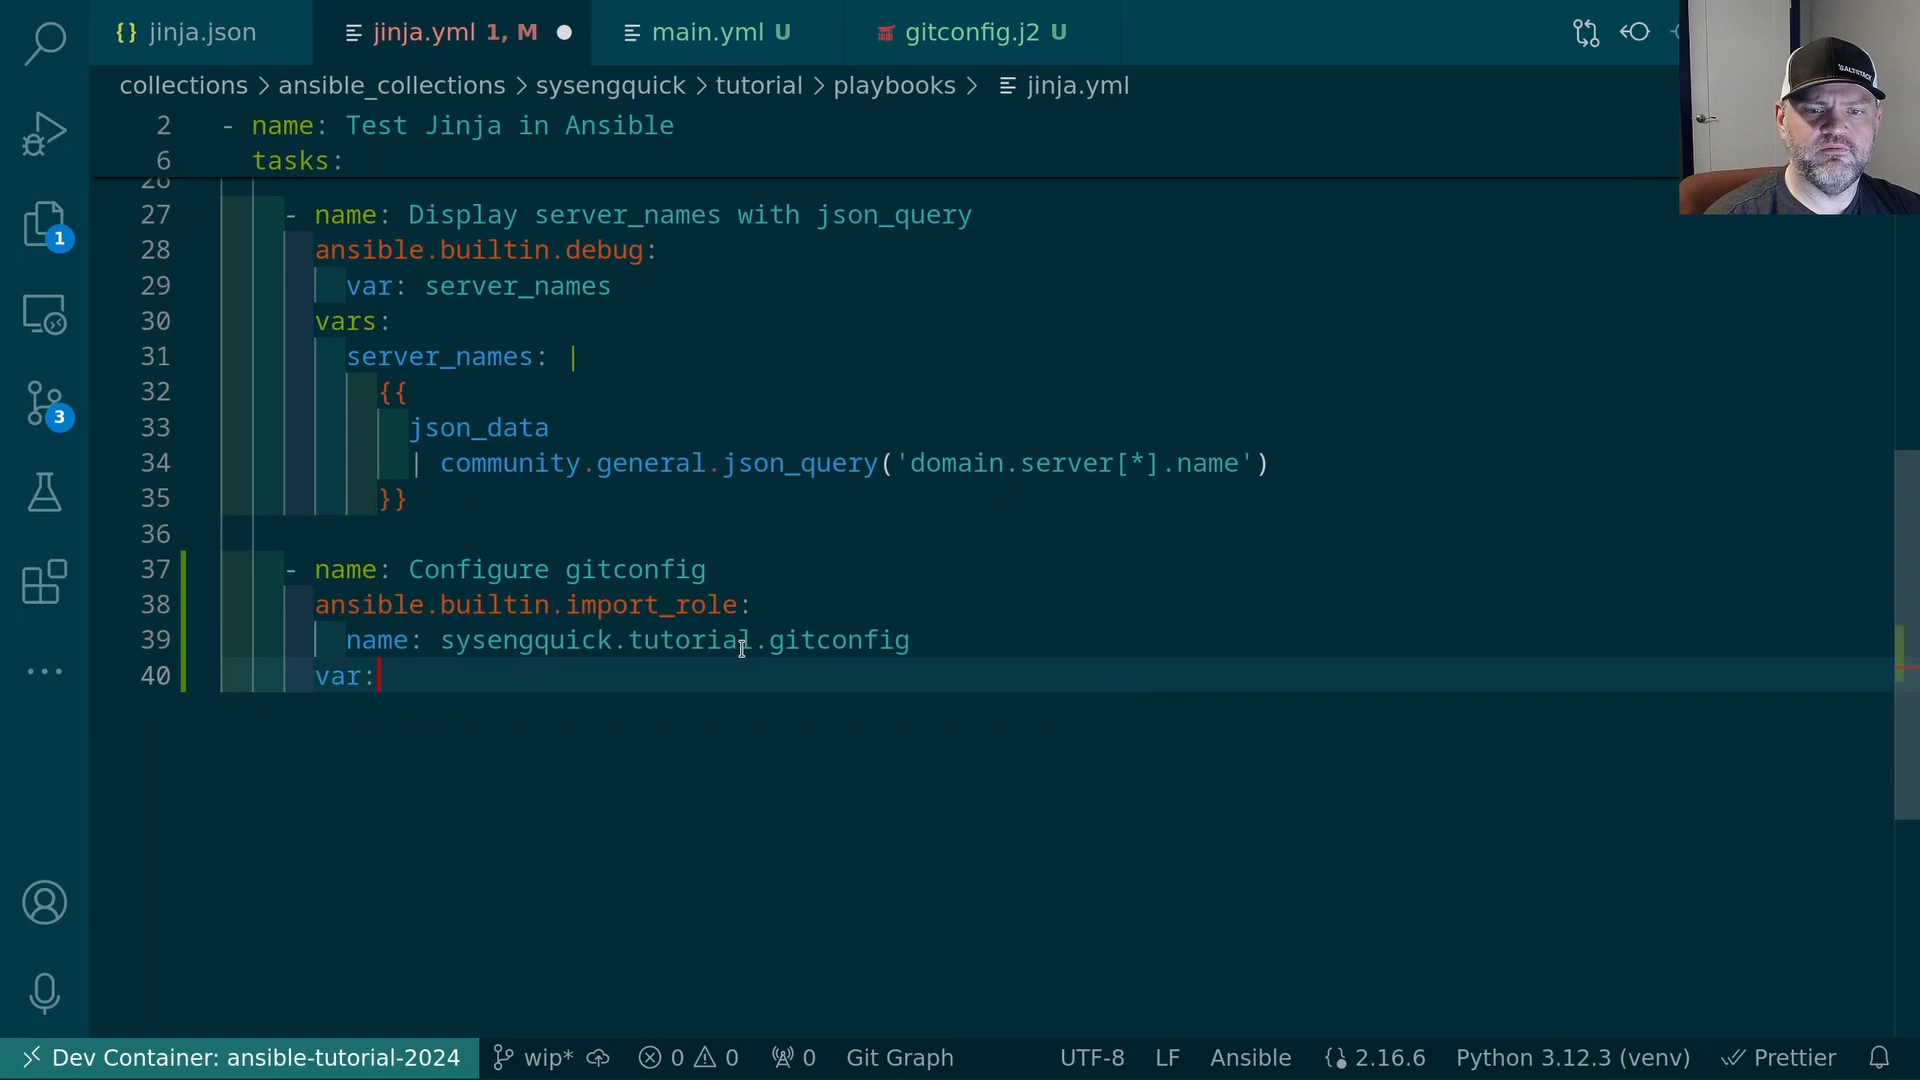 {} jinja.json
jinja.yml 1, M
main.yml U
gitconfig.j2 U
collections > ansible_collections > sysengquick > tutorial > playbooks > jinja.yml
2 - name: Test Jinja in Ansible
6 tasks:
26
27 - name: Display server_names with json_query
28 ansible.builtin.debug:
29 var: server_names
30 vars:
31 server_names: |
32 {{
33 json_data
34 | community.general.json_query('domain.server[*].name')
35 }}
36
37 - name: Configure gitconfig
38 ansible.builtin.import_role:
39 name: sysengquick.tutorial.gitconfig
40 var:
1
3
SALTSTACK
Dev Container: ansible-tutorial-2024 wip* 0 0 0 Git Graph UTF-8 LF Ansible 2.16.6 Python 3.12.3 (venv) Prettier